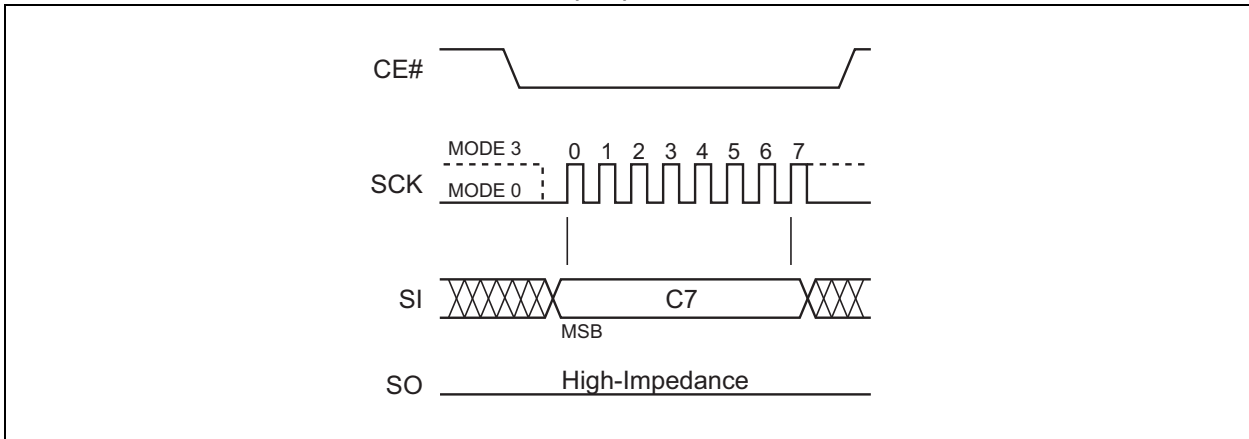 CE#
MODE 3
0 1 2 3 4 5 6 7
SCK
MODE 0
SI
C7
MSB
SO
High-Impedance